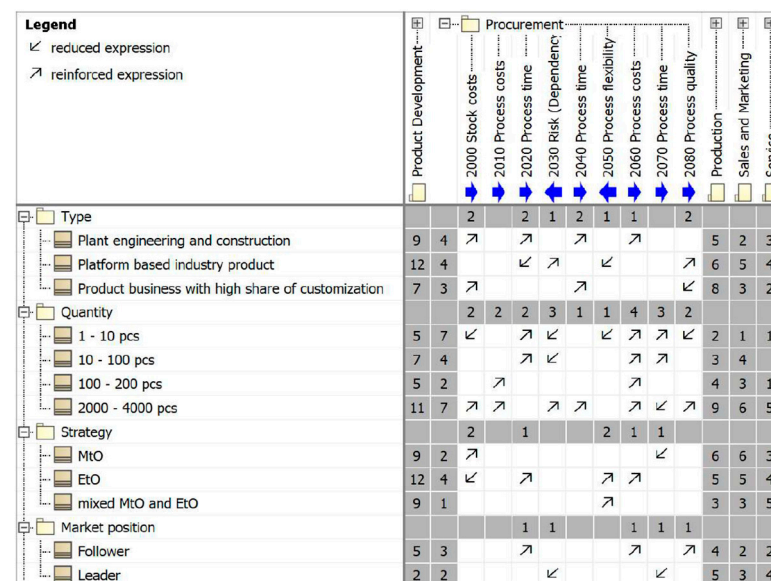 Legend
reduced expression
reinforced expression
Product Development
Procurement
2000 Stock costs
2010 Process costs
2020 Process time
2030 Risk (Dependency
2040 Process time
2050 Process flexibility
2060 Process costs
2070 Process time
2080 Process quality
Production
Sales and Marketing
Service
Type 2 2 1 2 1 1 2
Plant engineering and construction 9 4 5 2 3
Platform based industry product 12 4 6 5 4
Product business with high share of customization 7 3 8 3 2
Quantity 2 2 2 3 1 1 4 3 2
1 - 10 pcs 5 7 2 1 1
10 - 100 pcs 7 4 3 4
100 - 200 pcs 5 2 4 3 1
2000 - 4000 pcs 11 7 9 6 5
Strategy 2 1 2 1 1
MtO 9 2 6 6 3
EtO 12 4 5 5 4
mixed MtO and EtO 9 1 3 3 5
Market position 1 1 1 1 1
Follower 5 3 4 2 2
Leader 2 2 5 3 4